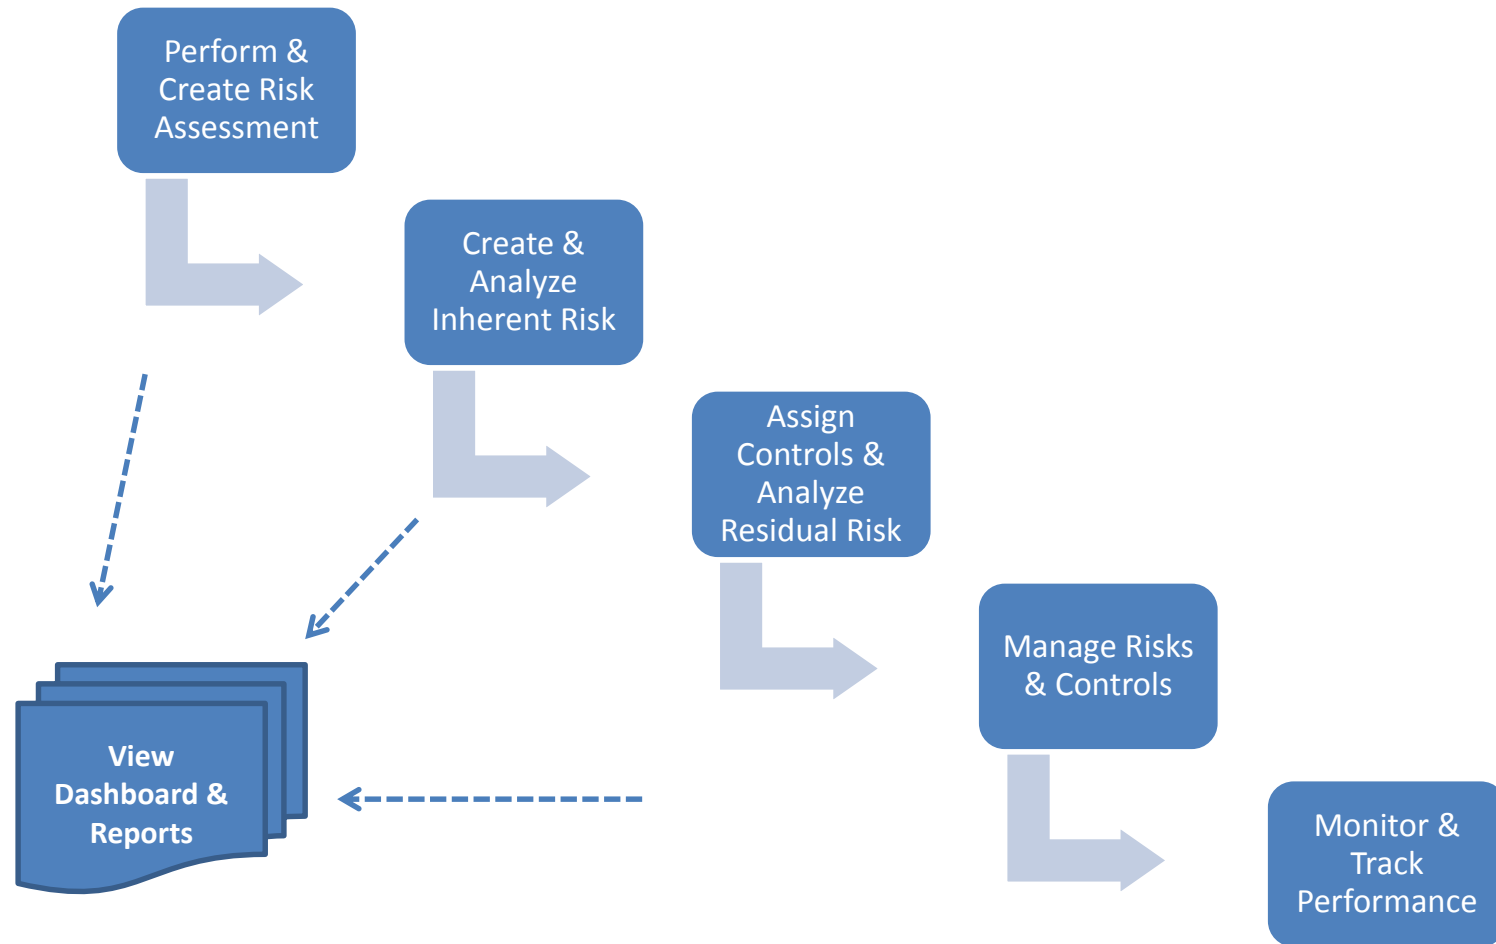 Perform &
Create Risk
Assessment
Create &
Analyze
Inherent Risk
Assign
Controls &
Analyze
Residual Risk
Manage Risks
& Controls
View
Dashboard &
Reports
Monitor &
Track
Performance